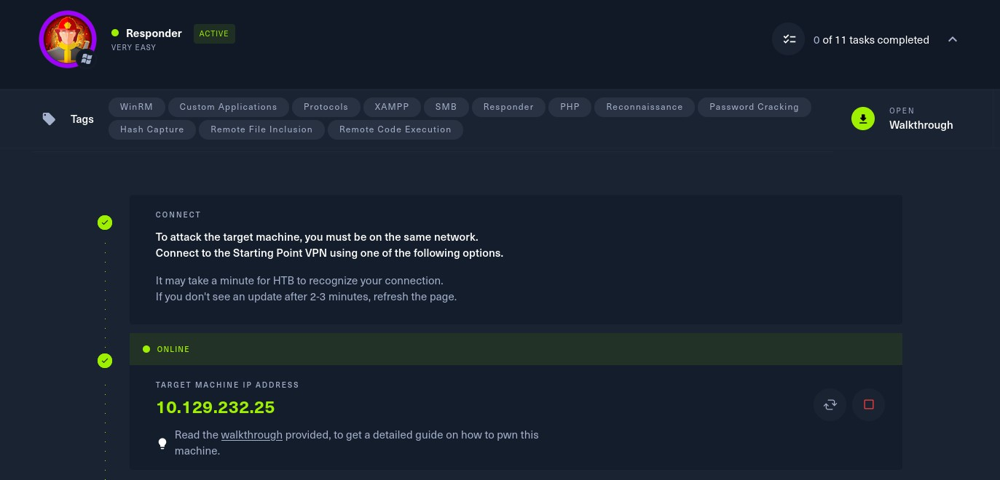 Responder ACTIVE
VERY EASY
0 of 11 tasks completed
Tags
WinRM Custom Applications Protocols XAMPP SMB Responder PHP Reconnaissance Password Cracking
Hash Capture Remote File Inclusion Remote Code Execution
OPEN
Walkthrough
CONNECT
To attack the target machine, you must be on the same network.
Connect to the Starting Point VPN using one of the following options.
It may take a minute for HTB to recognize your connection.
If you don't see an update after 2-3 minutes, refresh the page.
ONLINE
TARGET MACHINE IP ADDRESS
10.129.232.25
Read the walkthrough provided, to get a detailed guide on how to pwn this
machine.